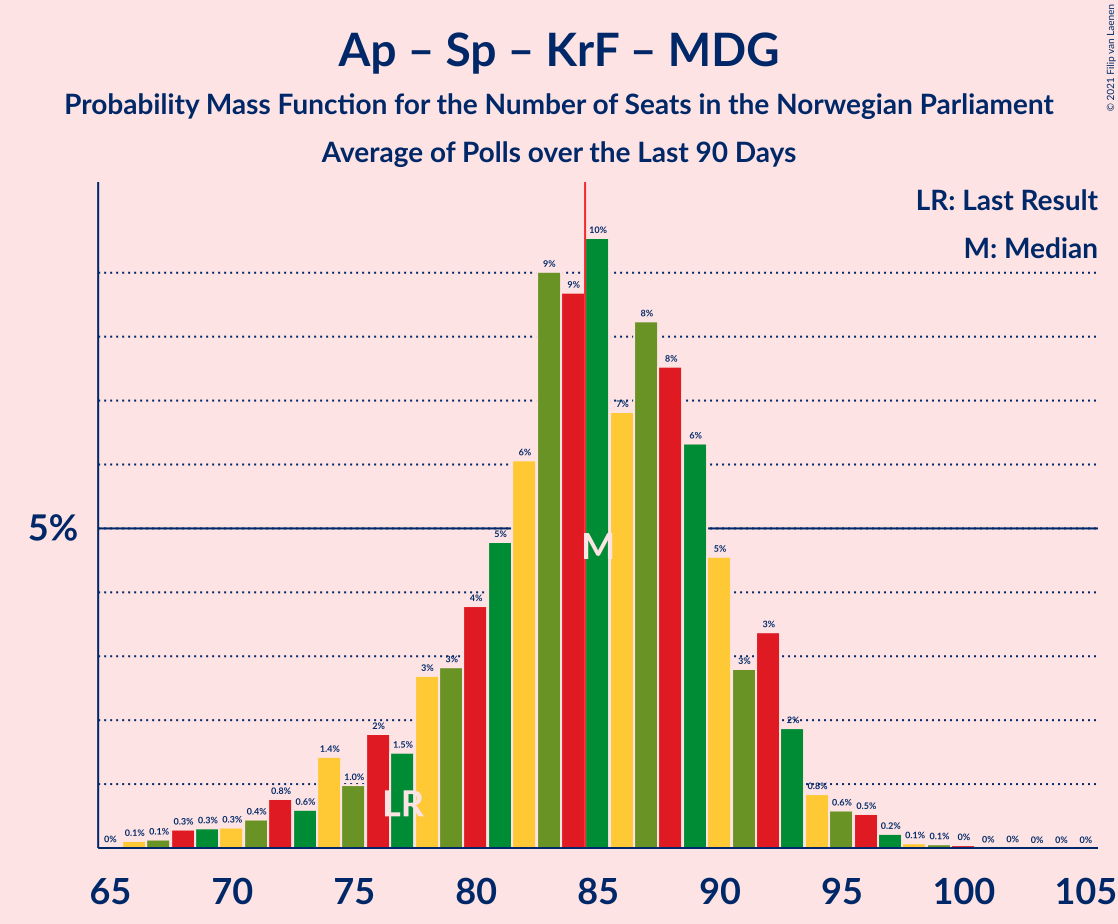 Ap – Sp – KrF – MDG
Probability Mass Function for the Number of Seats in the Norwegian Parliament
Average of Polls over the Last 90 Days
© 2021 Filip van Laenen
LR: Last Result
M: Median
5%
0% 0.1% 0.1% 0.3% 0.3% 0.3% 0.4% 0.8% 0.6% 1.4% 1.0% 2% 1.5% 3% 3% 4% 5% 6% 9% 9% 10% 7% 8% 8% 6% 5% 3% 3% 2% 0.8% 0.6% 0.5% 0.2% 0.1% 0.1% 0% 0% 0% 0% 0% 0%
M
LR
65 70 75 80 85 90 95 100 105